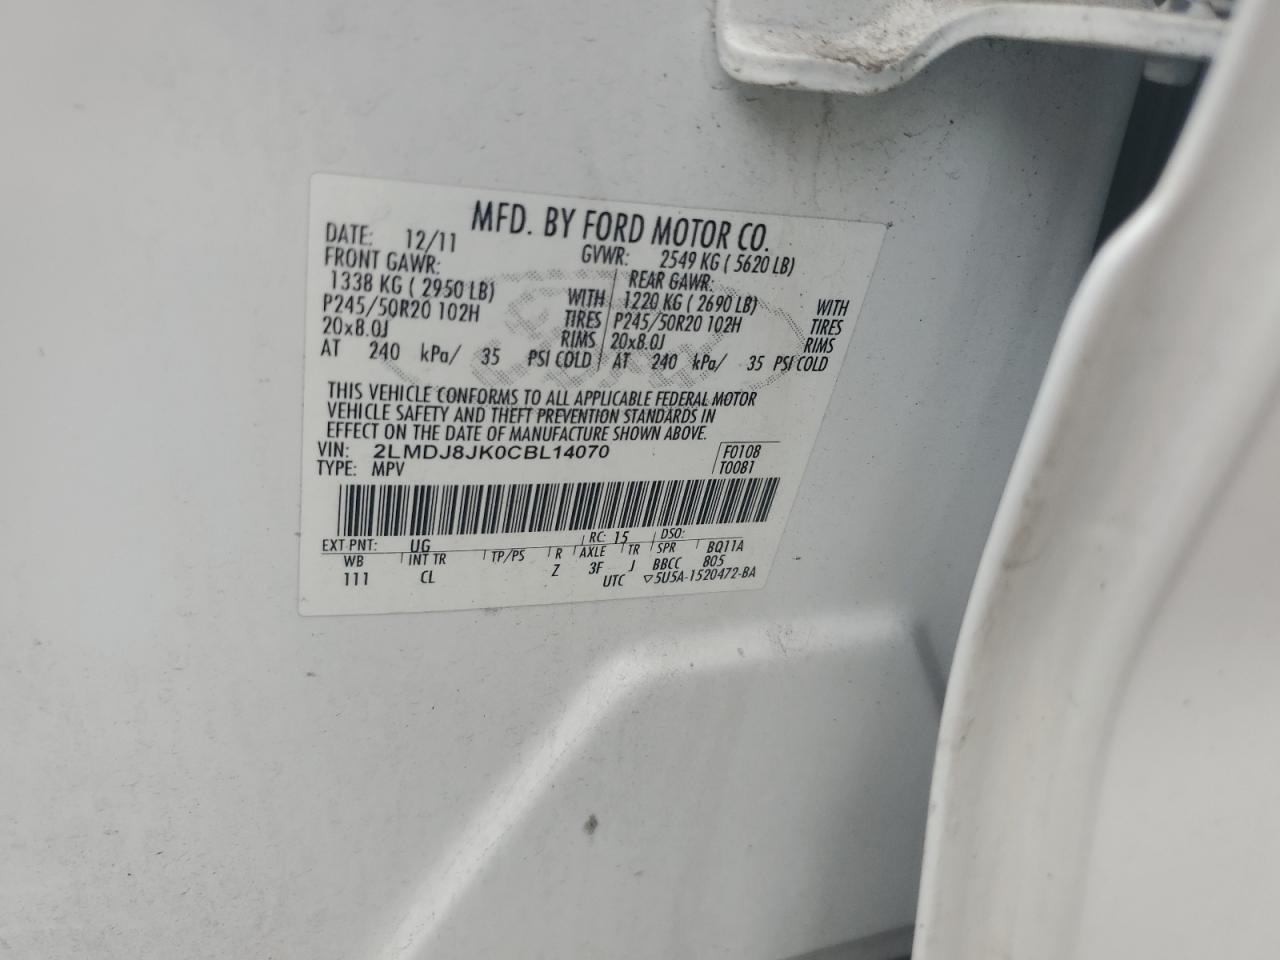 MFD. BY FORD MOTOR CO.
DATE: 12/11 GVWR: 2549 KG ( 5620 LB)
FRONT GAWR: REAR GAWR:
1338 KG ( 2950 LB) WITH 1220 KG ( 2690 LB) WITH
P245/50R20 102H TIRES P245/50R20 102H TIRES
20x8.0J RIMS 20x8.0J RIMS
AT 240 kPa/ 35 PSI COLD AT 240 kPa/ 35 PSI COLD
THIS VEHICLE CONFORMS TO ALL APPLICABLE FEDERAL MOTOR
VEHICLE SAFETY AND THEFT PREVENTION STANDARDS IN
EFFECT ON THE DATE OF MANUFACTURE SHOWN ABOVE.
VIN: 2LMDJ8JK0CBL14070 F0108
TYPE: MPV T0081
EXT PNT: UG RC: 15 DSO:
WB INT TR TP/PS R AXLE TR SPR BQ11A
111 CL Z 3F J BBCC 805
UTC ▽5U5A-1520472-BA